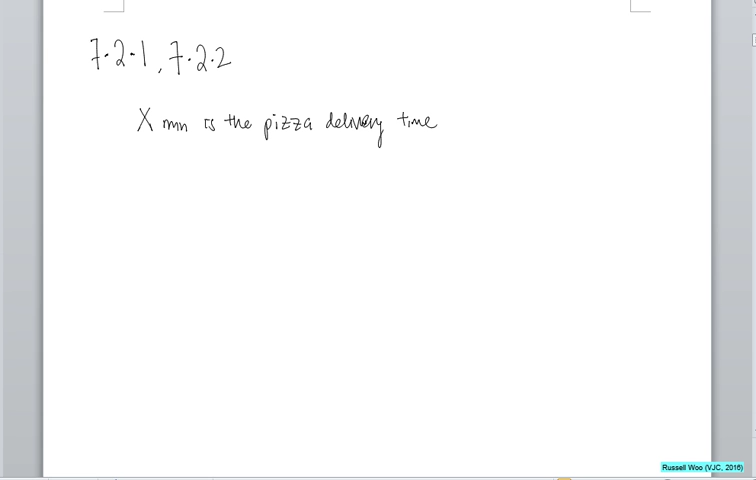 7.2.1, 7.2.2
X min is the pizza delivery time
Russell Woo (VJC, 2016)